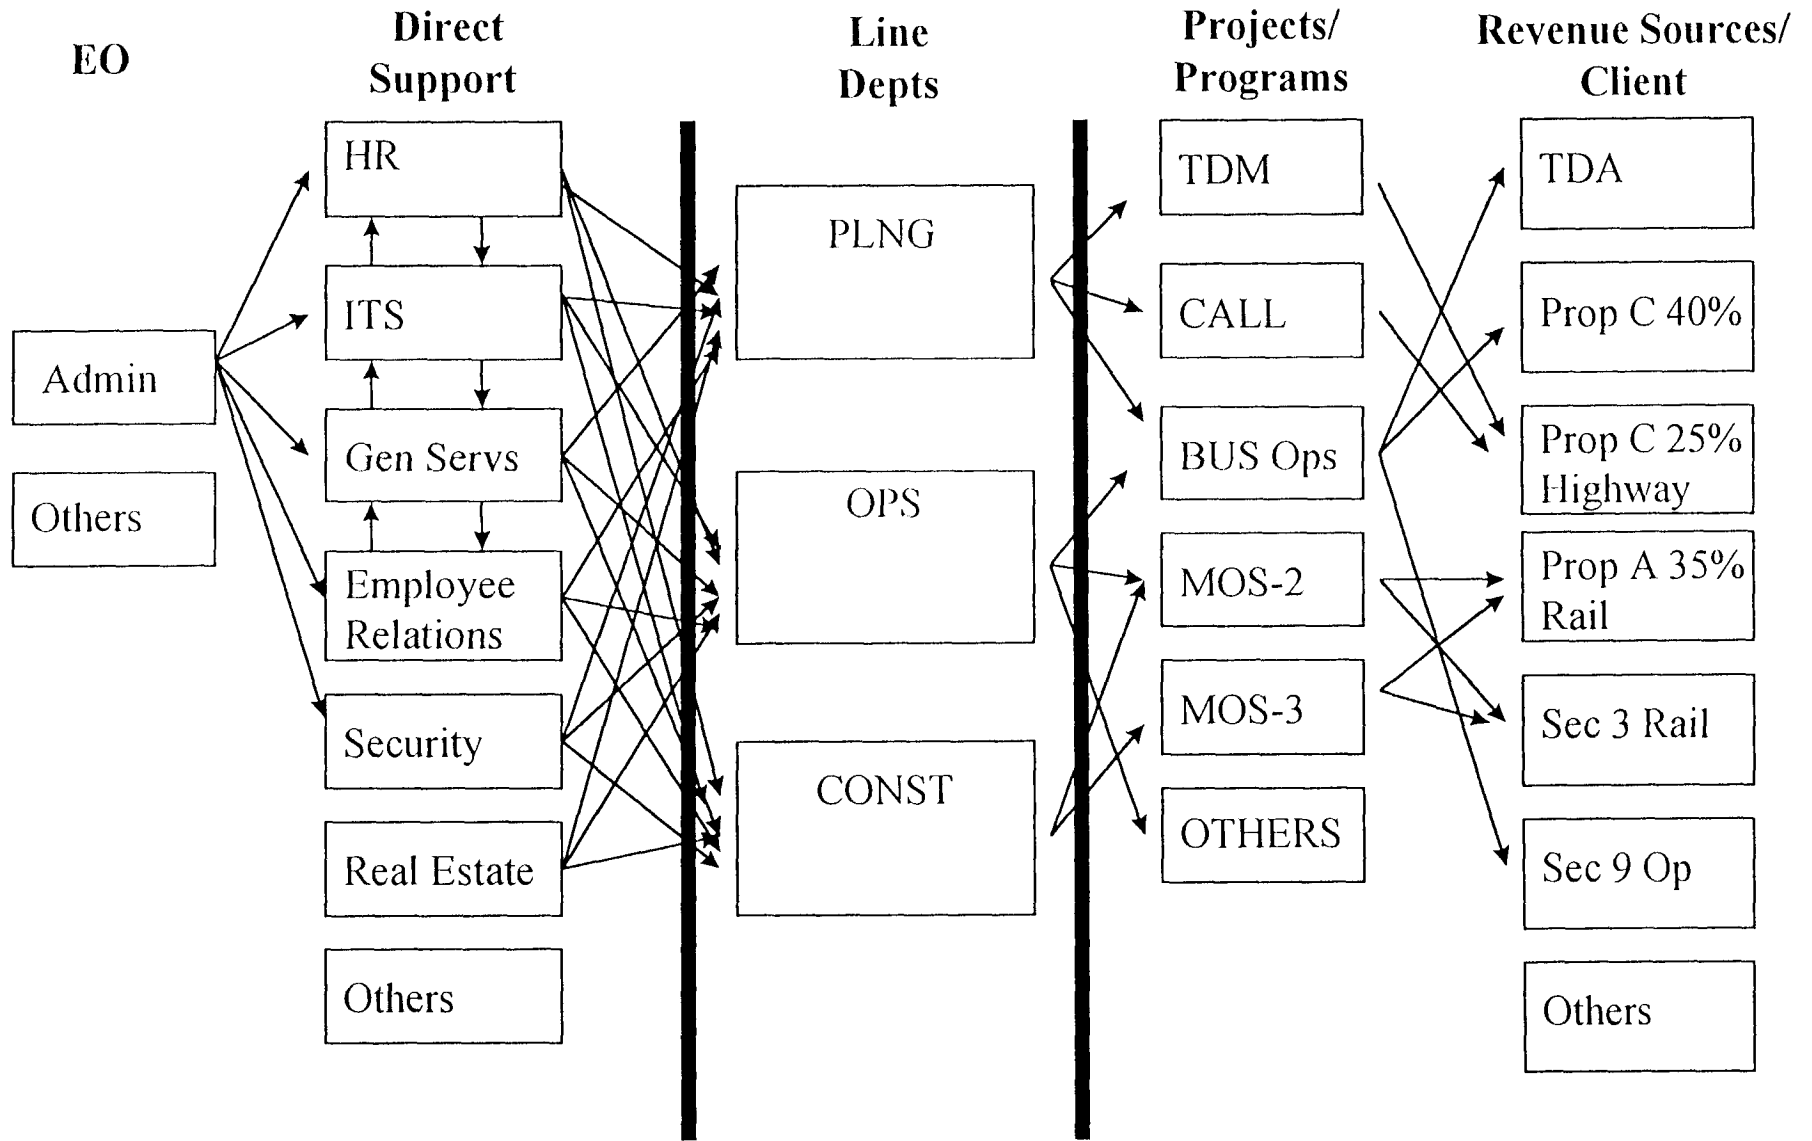 EO
Direct
Support
Line
Depts
Projects/
Programs
Revenue Sources/
Client
Admin
Others
HR
ITS
Gen Servs
Employee
Relations
Security
Real Estate
Others
PLNG
OPS
CONST
TDM
CALL
BUS Ops
MOS-2
MOS-3
OTHERS
TDA
Prop C 40%
Prop C 25%
Highway
Prop A 35%
Rail
Sec 3 Rail
Sec 9 Op
Others